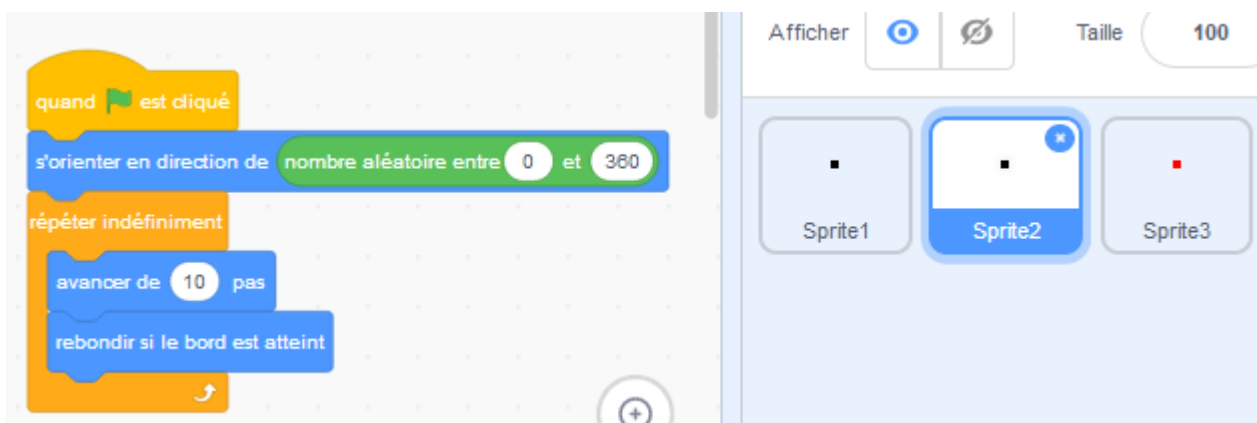 Afficher
Taille 100
quand est cliqué
s'orienter en direction de nombre aléatoire entre 0 et 360
répéter indéfiniment
avancer de 10 pas
rebondir si le bord est atteint
Sprite1
Sprite2
Sprite3